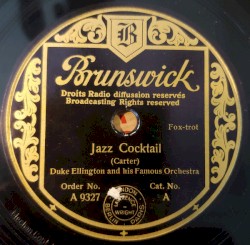 B
Brunswick
Droits Radio diffusion reservés
Broadcasting Rights reserved
Fox-trot
Jazz Cocktail
(Carter)
Duke Ellington and his Famous Orchestra
Order No. Cat. No.
A 9327 A